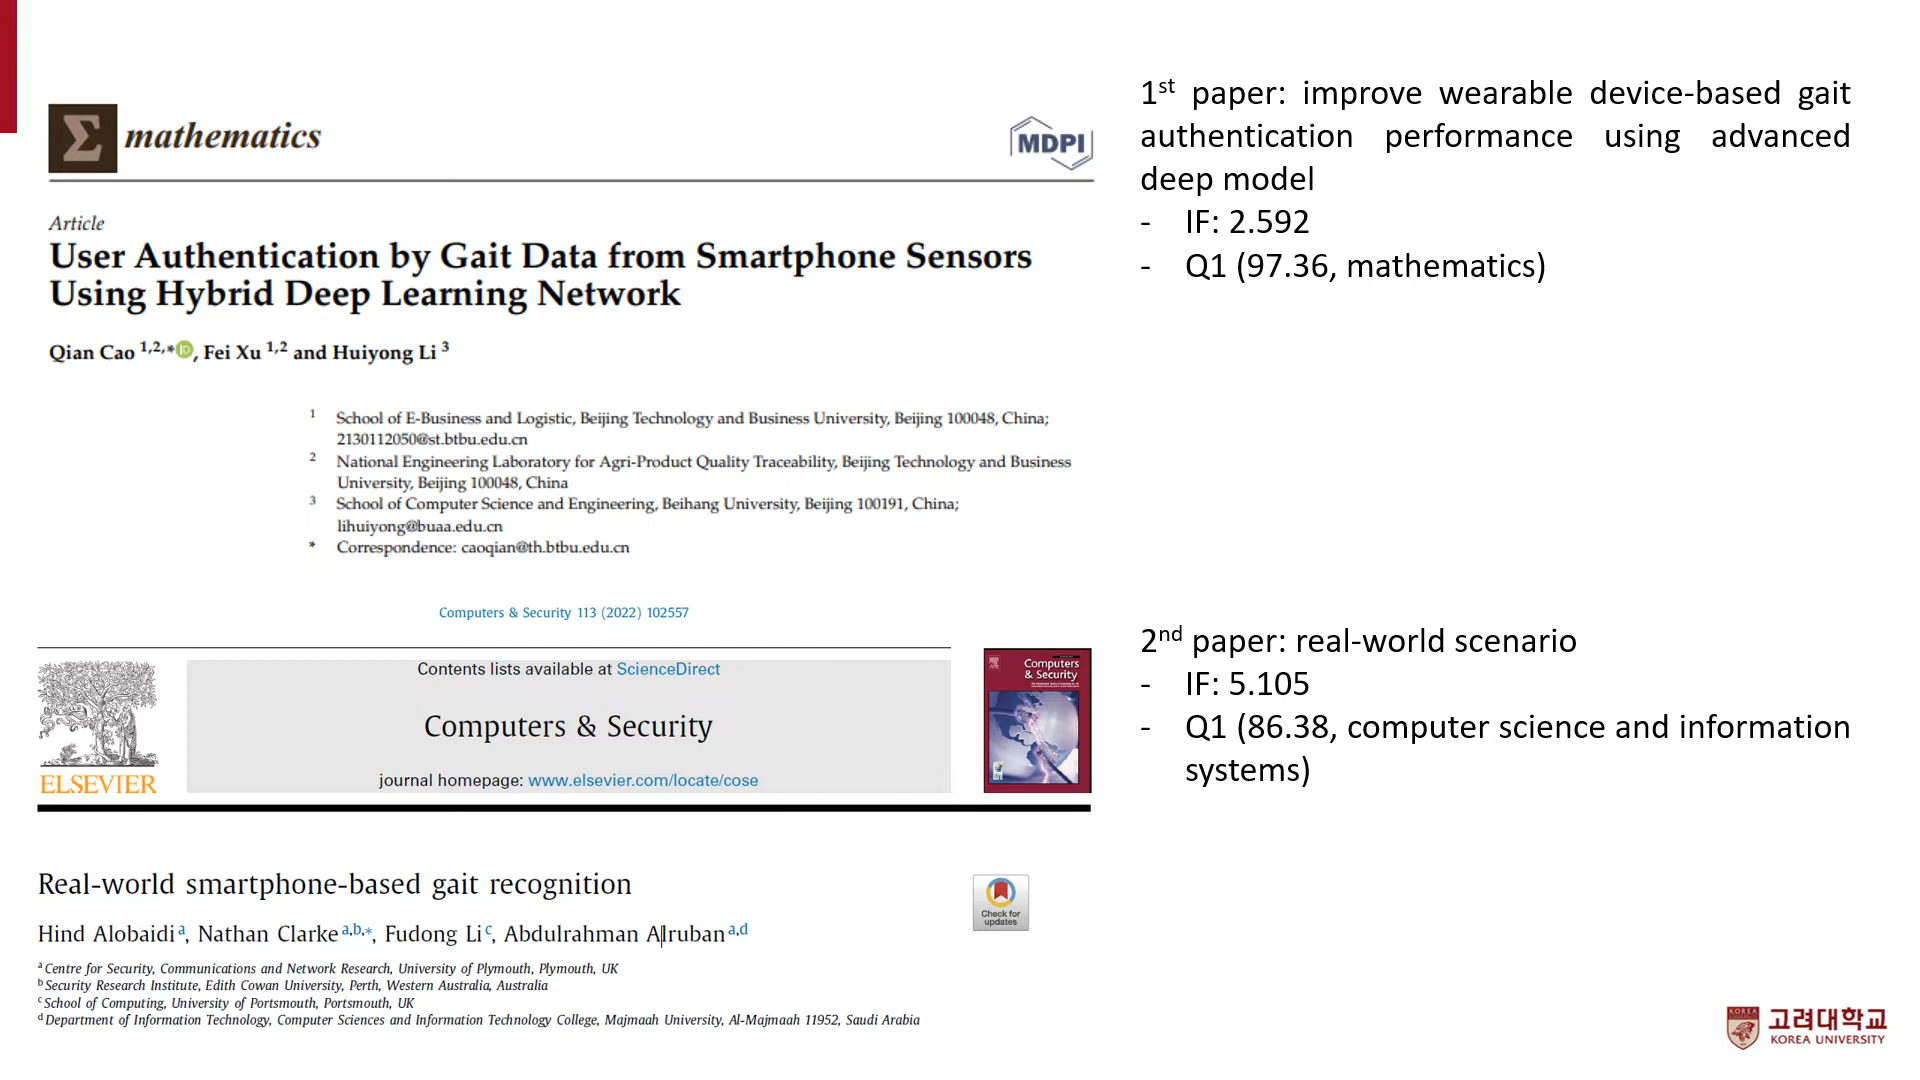 mathematics
MDPI
Article
User Authentication by Gait Data from Smartphone Sensors
Using Hybrid Deep Learning Network
Qian Cao 1,2,* iD, Fei Xu 1,2 and Huiyong Li 3
1 School of E-Business and Logistic, Beijing Technology and Business University, Beijing 100048, China;
2130112050@st.btbu.edu.cn
2 National Engineering Laboratory for Agri-Product Quality Traceability, Beijing Technology and Business
University, Beijing 100048, China
3 School of Computer Science and Engineering, Beihang University, Beijing 100191, China;
lihuiyong@buaa.edu.cn
* Correspondence: caoqian@th.btbu.edu.cn
1st paper: improve wearable device-based gait
authentication performance using advanced
deep model
- IF: 2.592
- Q1 (97.36, mathematics)
Computers & Security 113 (2022) 102557
ELSEVIER
Contents lists available at ScienceDirect
Computers & Security
journal homepage: www.elsevier.com/locate/cose
Computers
& Security
Real-world smartphone-based gait recognition
Check for
updates
Hind Alobaidi a, Nathan Clarke a,b,*, Fudong Li c, Abdulrahman Alruban a,d
a Centre for Security, Communications and Network Research, University of Plymouth, Plymouth, UK
b Security Research Institute, Edith Cowan University, Perth, Western Australia, Australia
c School of Computing, University of Portsmouth, Portsmouth, UK
d Department of Information Technology, Computer Sciences and Information Technology College, Majmaah University, Al-Majmaah 11952, Saudi Arabia
2nd paper: real-world scenario
- IF: 5.105
- Q1 (86.38, computer science and information
systems)
KOREA
고려대학교
KOREA UNIVERSITY